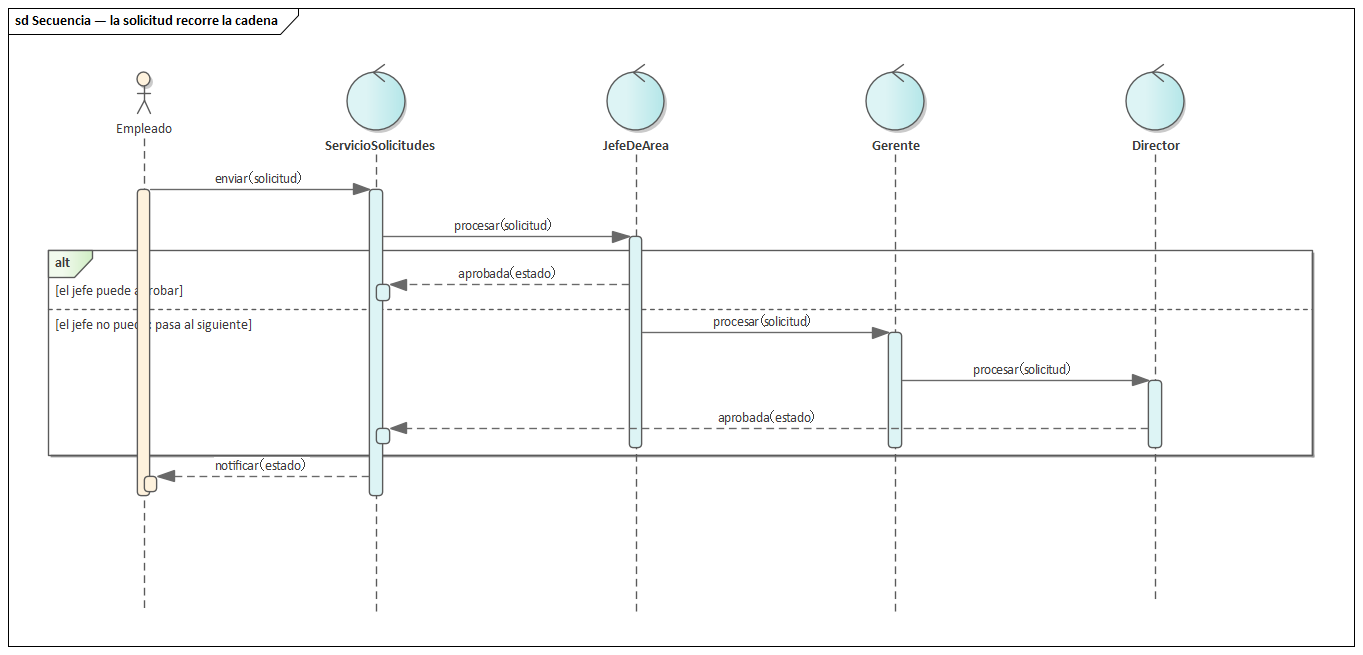 sd Secuencia — la solicitud recorre la cadena
Empleado
ServicioSolicitudes
JefeDeArea
Gerente
Director
enviar(solicitud)
procesar(solicitud)
alt
aprobada(estado)
[el jefe puede a robar]
procesar(solicitud)
[el jefe no pue pasa al siguiente]
procesar(solicitud)
aprobada(estado)
notificar(estado)